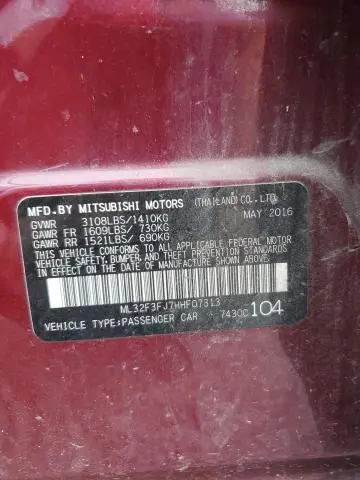 MFD.BY MITSUBISHI MOTORS (THAILAND) CO., LTD.
GVWR 3108LBS/1410KG MAY 2016
GAWR FR 1609LBS/ 730KG
GAWR RR 1521LBS/ 690KG
THIS VEHICLE CONFORMS TO ALL APPLICABLE FEDERAL MOTOR
VEHICLE SAFETY, BUMPER, AND THEFT PREVENTION STANDARDS
IN EFFECT ON THE DATE OF MANUFACTURE SHOWN ABOVE.
ML32F3FJ7HHF07313
VEHICLE TYPE:PASSENGER CAR 7430C 104